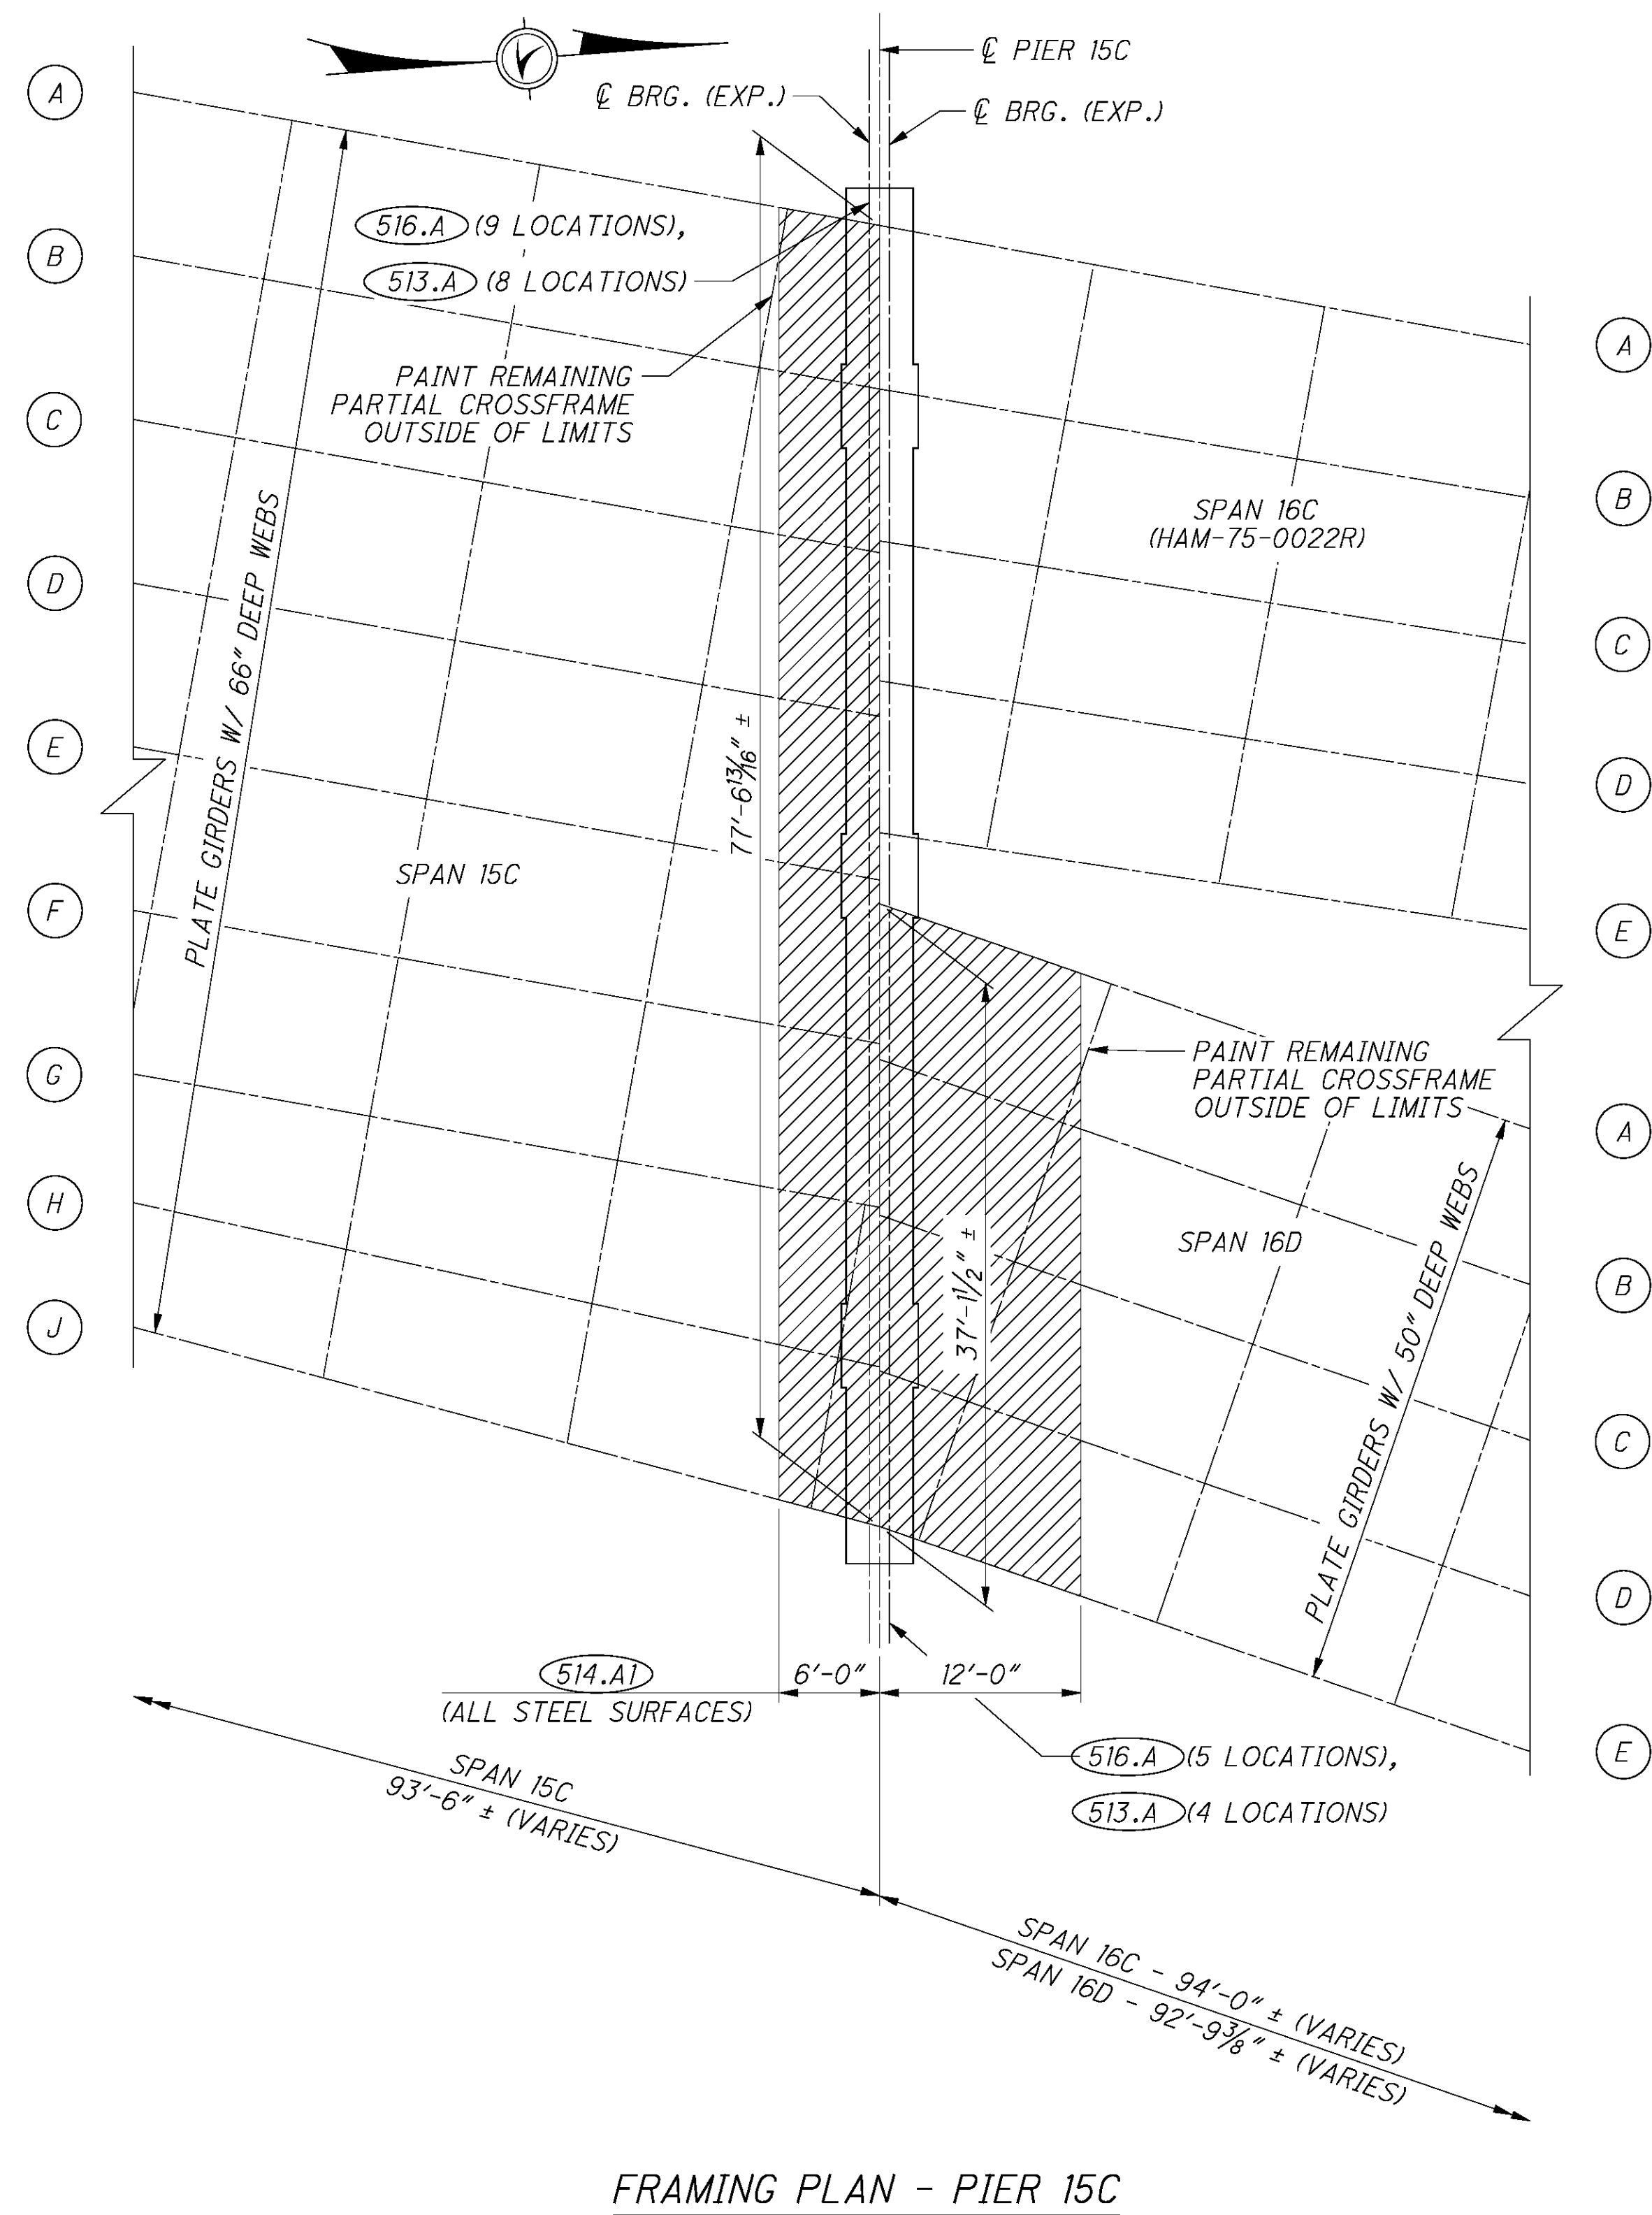 ℄ PIER 15C
℄ BRG. (EXP.)
℄ BRG. (EXP.)
A
B
C
D
E
F
G
H
J
516.A (9 LOCATIONS),
513.A (8 LOCATIONS)
PAINT REMAINING
PARTIAL CROSSFRAME
OUTSIDE OF LIMITS
PLATE GIRDERS W/ 66" DEEP WEBS
SPAN 15C
77'-6 13/16" ±
SPAN 16C
(HAM-75-0022R)
A
B
C
D
E
PAINT REMAINING
PARTIAL CROSSFRAME
OUTSIDE OF LIMITS
37'-1 1/2" ±
SPAN 16D
PLATE GIRDERS W/ 50" DEEP WEBS
A
B
C
D
E
514.A1
(ALL STEEL SURFACES)
6'-0"
12'-0"
516.A (5 LOCATIONS),
513.A (4 LOCATIONS)
SPAN 15C
93'-6" ± (VARIES)
SPAN 16C - 94'-0" ± (VARIES)
SPAN 16D - 92'-9 3/8" ± (VARIES)
FRAMING PLAN - PIER 15C